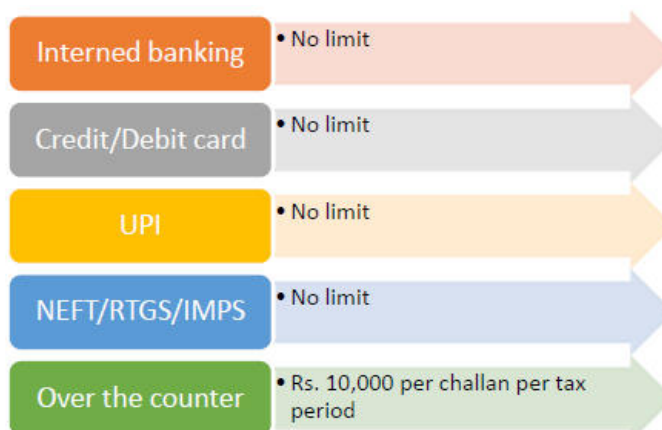 Interned banking
• No limit
Credit/Debit card
• No limit
UPI
• No limit
NEFT/RTGS/IMPS
• No limit
Over the counter
• Rs. 10,000 per challan per tax
period